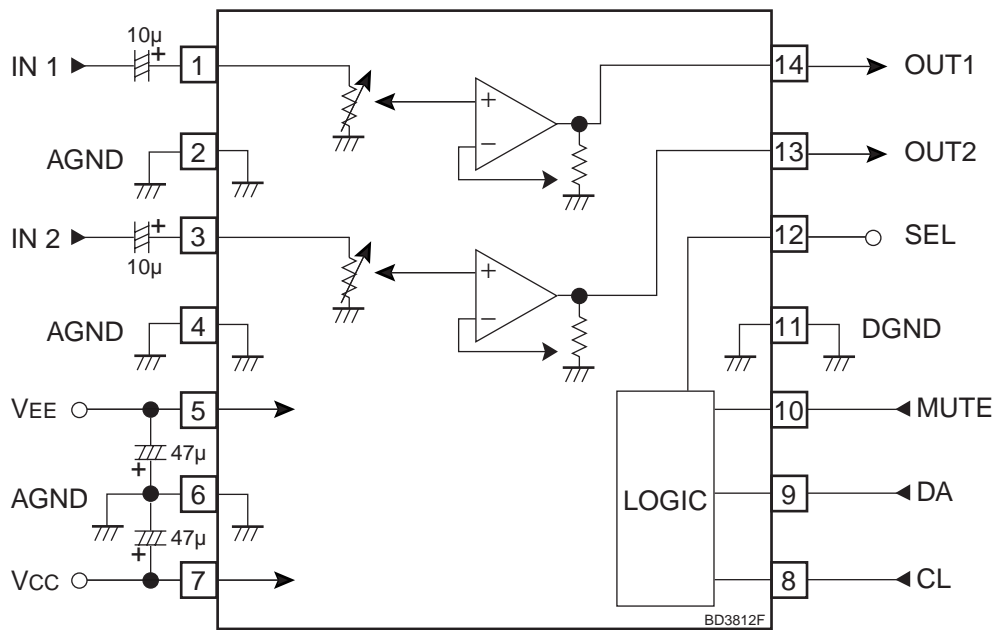 10µ
+
IN 1
1
14
OUT1
+
−
AGND
2
13
OUT2
IN 2
+
3
12
SEL
10µ
+
−
AGND
4
11
DGND
VEE
5
10
MUTE
47µ
+
AGND
6
LOGIC
9
DA
47µ
+
VCC
7
8
CL
BD3812F